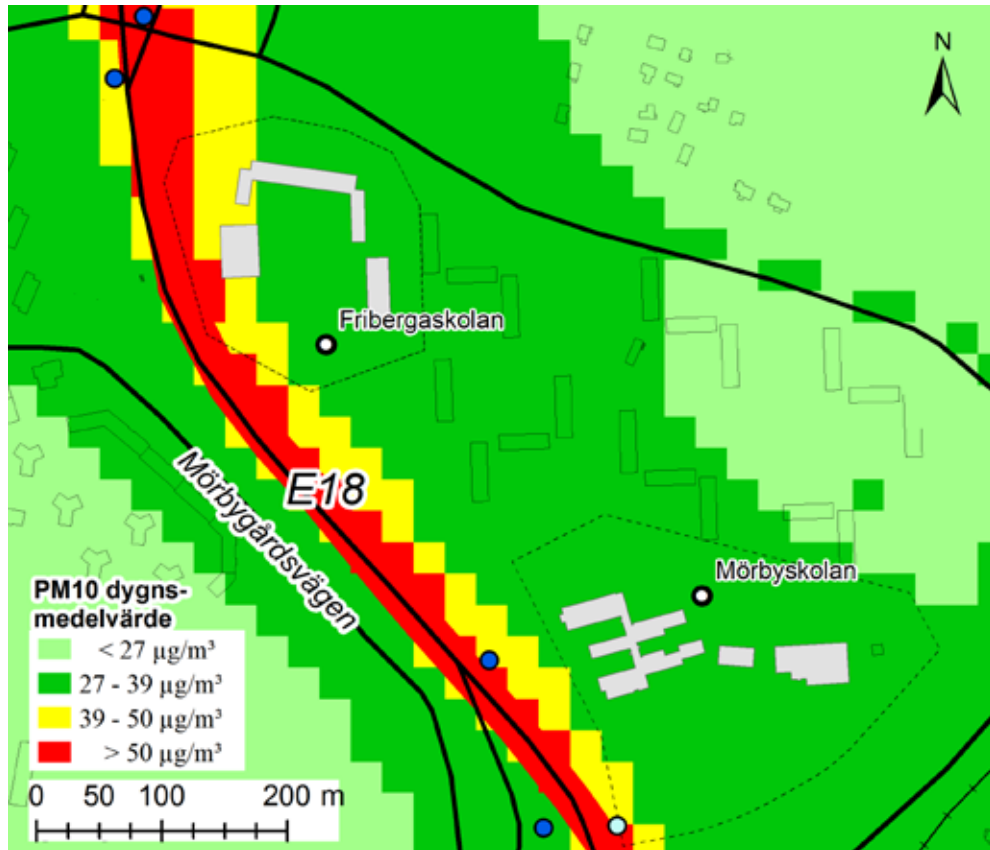 N
Fribergaskolan
E18
Mörbygårdsvägen
Mörbyskolan
PM10 dygns-
medelvärde
< 27 µg/m³
27 - 39 µg/m³
39 - 50 µg/m³
> 50 µg/m³
0 50 100 200 m